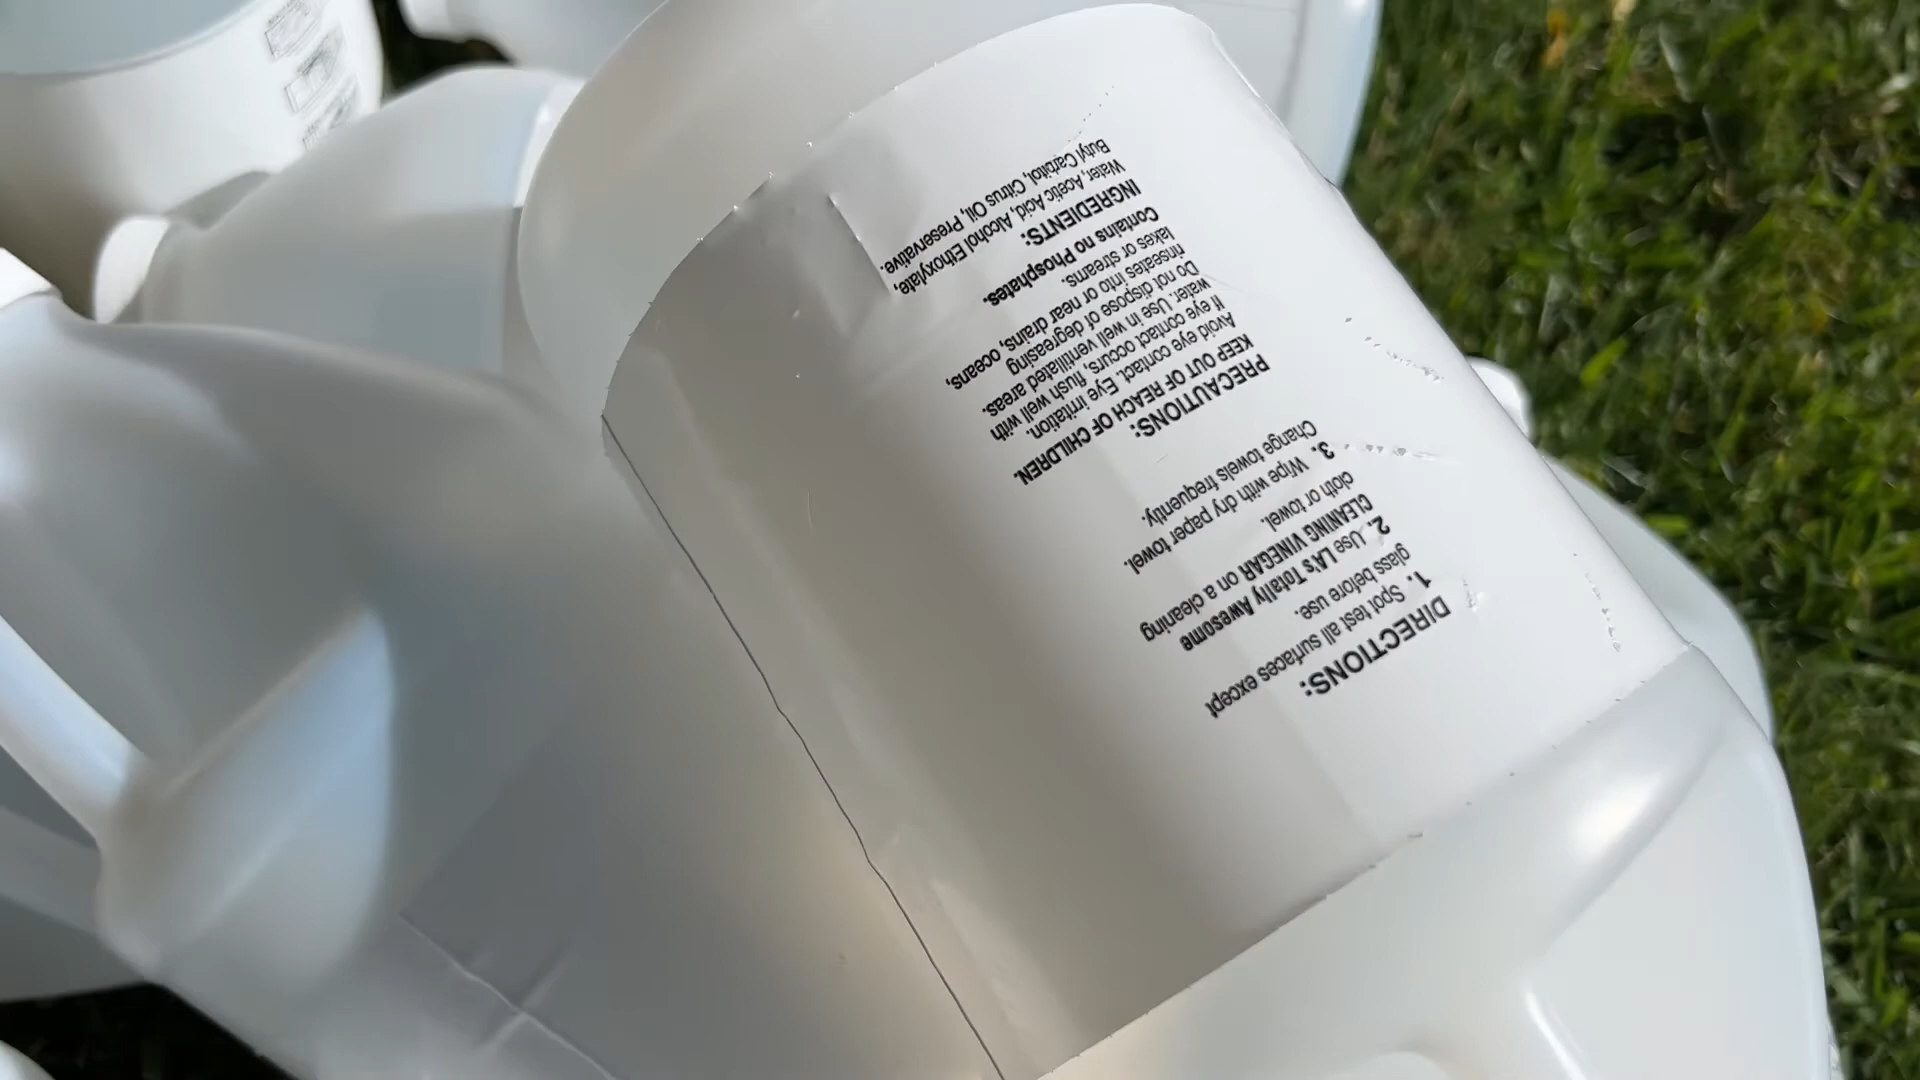 DIRECTIONS:
1. Spot test all surfaces except
glass before use.
2. Use LA's Totally Awesome
CLEANING VINEGAR on a cleaning
cloth or towel.
3. Wipe with dry paper towel.
Change towels frequently.
PRECAUTIONS:
KEEP OUT OF REACH OF CHILDREN.
Avoid eye contact. Eye irritation.
If eye contact occurs, flush well with
water. Use in well ventilated areas.
Do not dispose of degreasing
rinseates into or near drains, oceans,
lakes or streams.
Contains no Phosphates.
INGREDIENTS:
Water, Acetic Acid, Alcohol Ethoxylate,
Butyl Carbitol, Citrus Oil, Preservative.